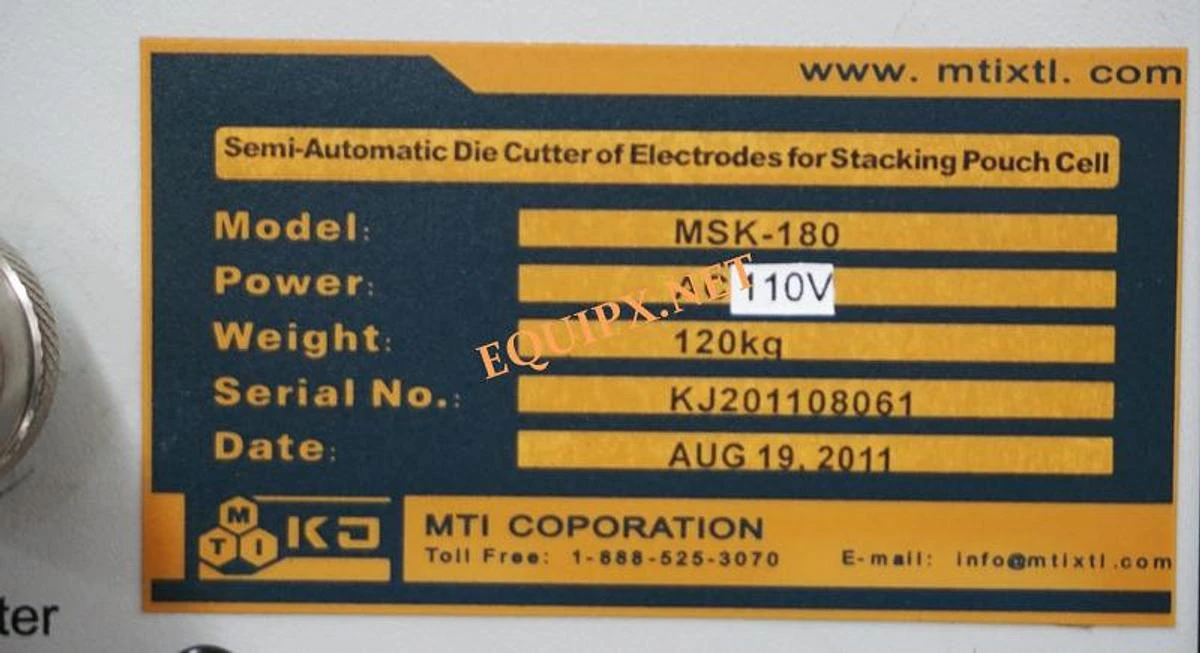 www. mtixtl. com
Semi-Automatic Die Cutter of Electrodes for Stacking Pouch Cell
Model: MSK-180
Power: AC 110V
Weight: 120kg
Serial No.: KJ201108061
Date: AUG 19, 2011
EQUIPX.NET
MTI KJ
MTI COPORATION
Toll Free: 1-888-525-3070 E-mail: info@mtixtl.com
ter